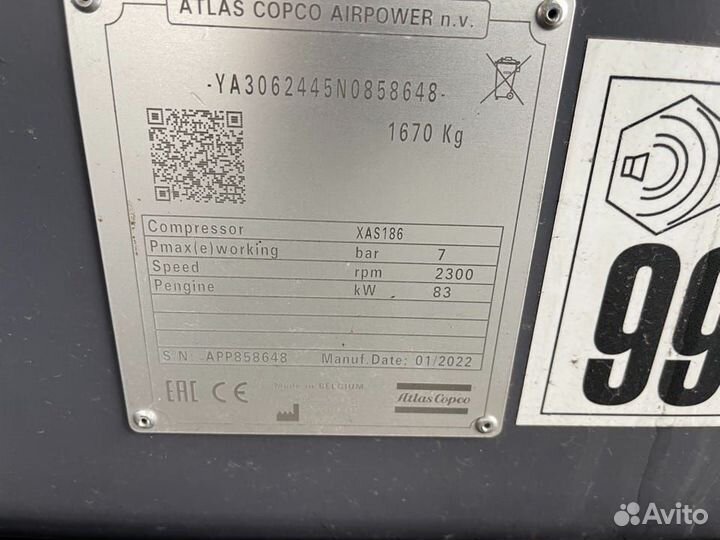 ATLAS COPCO AIRPOWER n.v.
-YA3062445N0858648-
1670 Kg
Compressor XAS186
Pmax(e)working bar 7
Speed rpm 2300
Pengine kW 83
S.N.: APP858648 Manuf.Date: 01/2022
EAC CE Made in BELGIUM
Atlas Copco
99
Avito